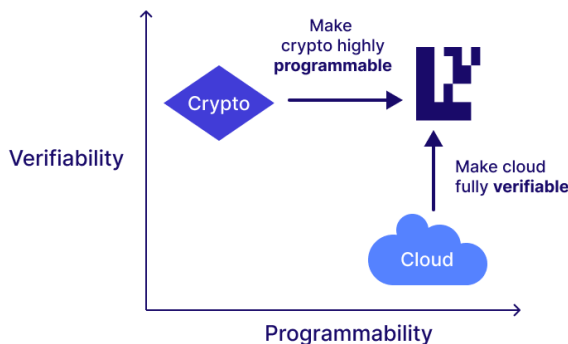 Make
crypto highly
programmable
Crypto
Verifiability
Make cloud
fully verifiable
Cloud
Programmability